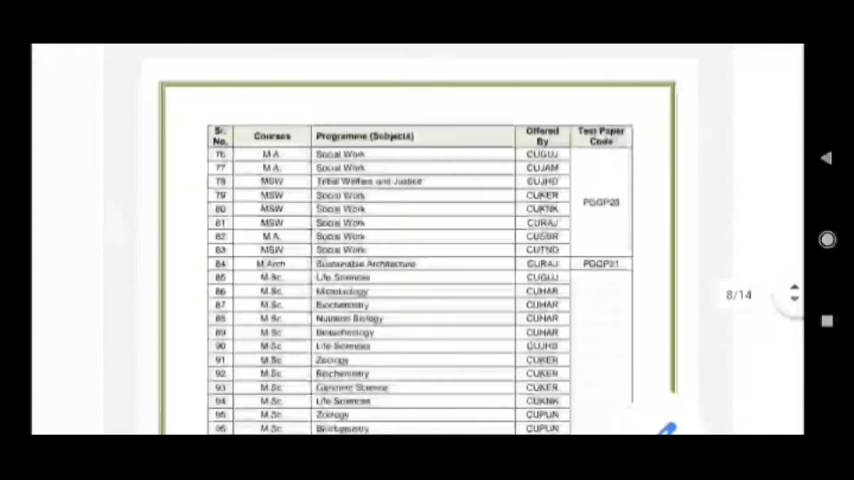 Sr. No. Courses Programme (Subjects) Offered By Test Paper Code
76 M.A. Social Work CUGUJ
77 M.A. Social Work CUJAM
78 MSW Tribal Welfare and Justice CUJHD
79 MSW Social Work CUKER
80 MSW Social Work CUKNK
81 MSW Social Work CURAJ
82 M.A. Social Work CUSBR
83 MSW Social Work CUTND
84 M.Arch Sustainable Architecture CURAJ
85 M.Sc. Life Sciences CUGUJ
86 M.Sc. Microbiology CUHAR
87 M.Sc. Biochemistry CUHAR
88 M.Sc. Nutrition Biology CUHAR
89 M.Sc. Biotechnology CUHAR
90 M.Sc. Life Sciences CUJHD
91 M.Sc. Zoology CUKER
92 M.Sc. Biochemistry CUKER
93 M.Sc. Genomic Science CUKER
94 M.Sc. Life Sciences CUKNK
95 M.Sc. Zoology CUPUN
96 M.Sc. CUPUN
8/14